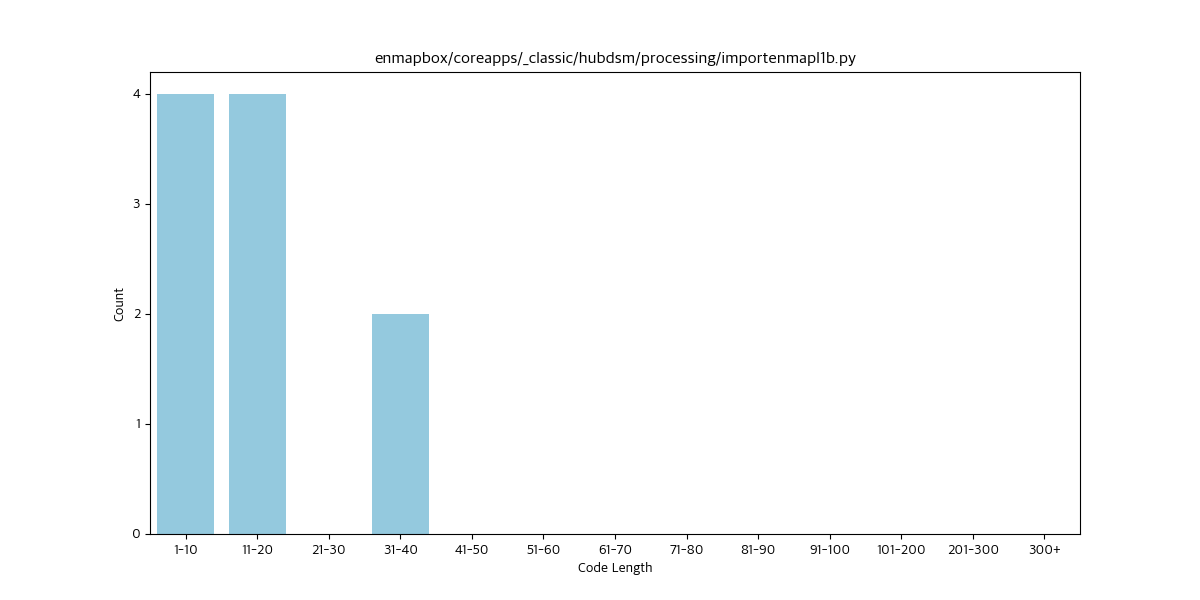 enmapbox/coreapps/_classic/hubdsm/processing/importenmapl1b.py
4
3
2
1
0
Count
1-10 11-20 21-30 31-40 41-50 51-60 61-70 71-80 81-90 91-100 101-200 201-300 300+
Code Length